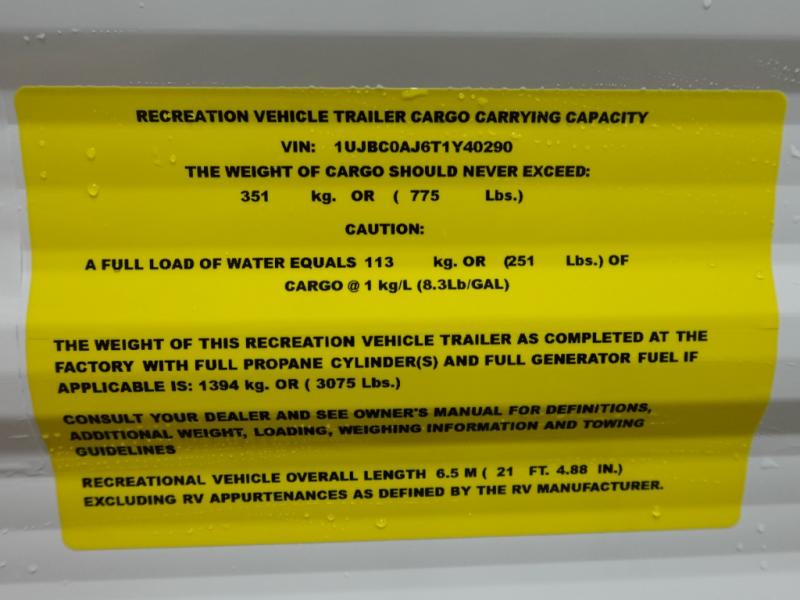 RECREATION VEHICLE TRAILER CARGO CARRYING CAPACITY
VIN: 1UJBC0AJ6T1Y40290
THE WEIGHT OF CARGO SHOULD NEVER EXCEED:
351 kg. OR ( 775 Lbs.)
CAUTION:
A FULL LOAD OF WATER EQUALS 113 kg. OR (251 Lbs.) OF
CARGO @ 1 kg/L (8.3Lb/GAL)
THE WEIGHT OF THIS RECREATION VEHICLE TRAILER AS COMPLETED AT THE
FACTORY WITH FULL PROPANE CYLINDER(S) AND FULL GENERATOR FUEL IF
APPLICABLE IS: 1394 kg. OR ( 3075 Lbs.)
CONSULT YOUR DEALER AND SEE OWNER'S MANUAL FOR DEFINITIONS,
ADDITIONAL WEIGHT, LOADING, WEIGHING INFORMATION AND TOWING
GUIDELINES
RECREATIONAL VEHICLE OVERALL LENGTH 6.5 M ( 21 FT. 4.88 IN.)
EXCLUDING RV APPURTENANCES AS DEFINED BY THE RV MANUFACTURER.